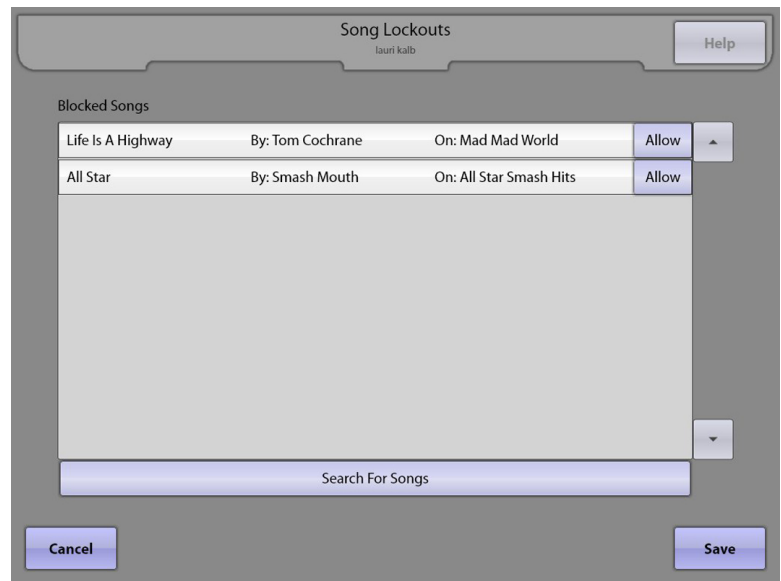 Song Lockouts
lauri kalb
Help
Blocked Songs
Life Is A Highway By: Tom Cochrane On: Mad Mad World Allow
All Star By: Smash Mouth On: All Star Smash Hits Allow
Search For Songs
Cancel Save